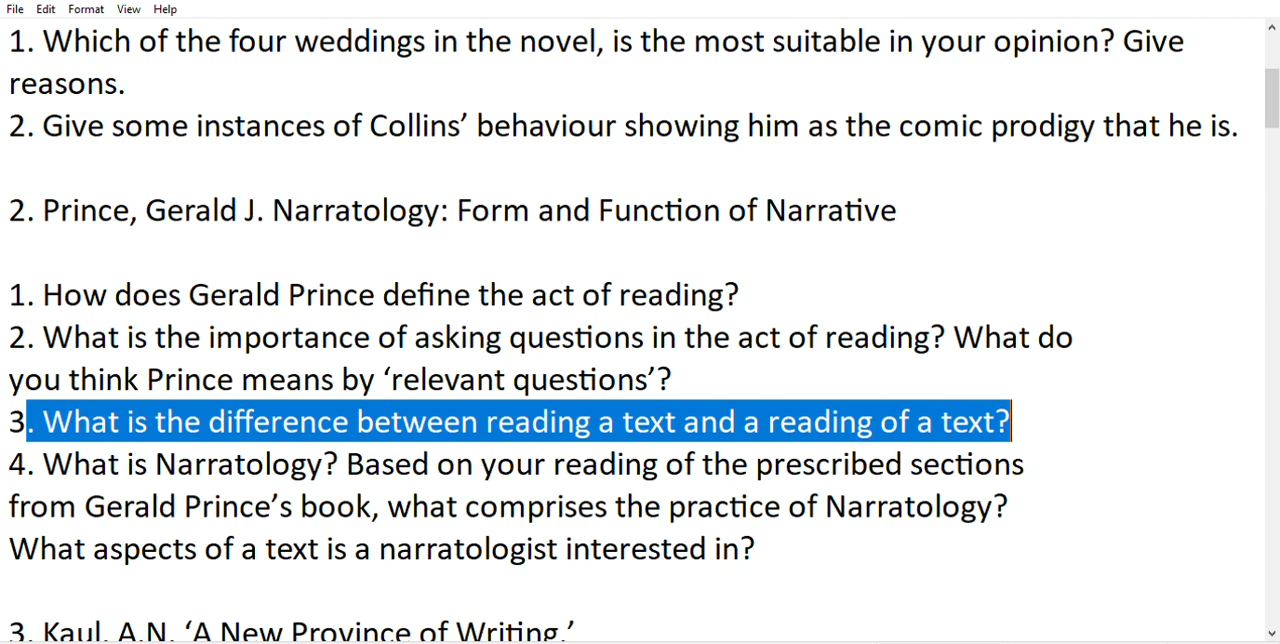 File Edit Format View Help
1. Which of the four weddings in the novel, is the most suitable in your opinion? Give
reasons.
2. Give some instances of Collins’ behaviour showing him as the comic prodigy that he is.
2. Prince, Gerald J. Narratology: Form and Function of Narrative
1. How does Gerald Prince define the act of reading?
2. What is the importance of asking questions in the act of reading? What do
you think Prince means by ‘relevant questions’?
3. What is the difference between reading a text and a reading of a text?
4. What is Narratology? Based on your reading of the prescribed sections
from Gerald Prince’s book, what comprises the practice of Narratology?
What aspects of a text is a narratologist interested in?
3. Kaul, A.N. ‘A New Province of Writing.’